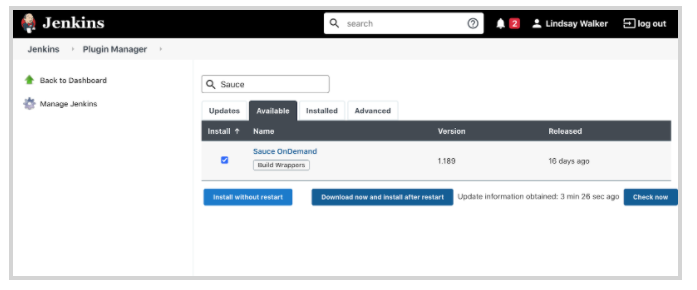 Jenkins search 2 Lindsay Walker log out
Jenkins Plugin Manager
Back to Dashboard
Manage Jenkins
Sauce
Updates Available Installed Advanced
Install ↑ Name Version Released
Sauce OnDemand
Build Wrappers
1.189 16 days ago
Install without restart Download now and install after restart Update information obtained: 3 min 26 sec ago Check now